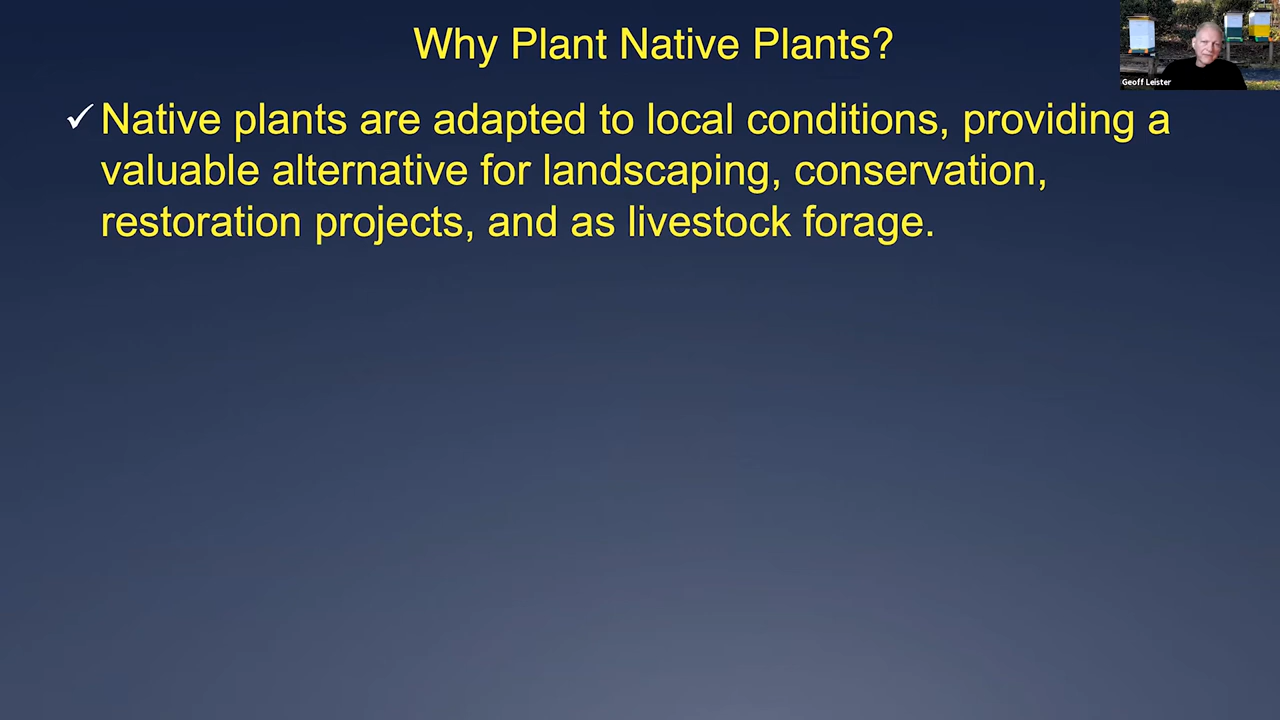 Why Plant Native Plants?
Geoff Leister
✓ Native plants are adapted to local conditions, providing a
valuable alternative for landscaping, conservation,
restoration projects, and as livestock forage.